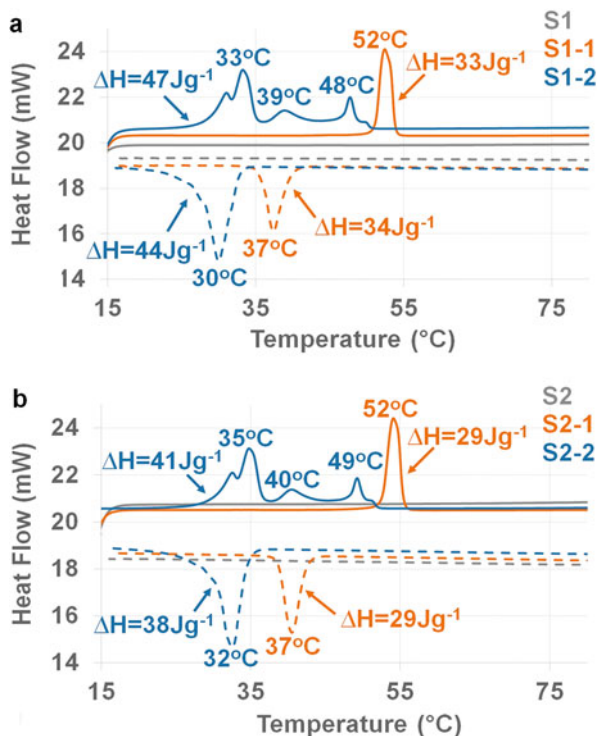 a
S1
S1-1
S1-2
24
22
20
18
16
14
Heat Flow (mW)
33°C
52°C
39°C
48°C
ΔH=47Jg⁻¹
ΔH=33Jg⁻¹
ΔH=44Jg⁻¹
30°C
37°C
ΔH=34Jg⁻¹
15 35 55 75
Temperature (°C)
b
S2
S2-1
S2-2
24
22
20
18
16
14
Heat Flow (mW)
35°C
52°C
40°C
49°C
ΔH=41Jg⁻¹
ΔH=29Jg⁻¹
ΔH=38Jg⁻¹
32°C
37°C
ΔH=29Jg⁻¹
15 35 55 75
Temperature (°C)